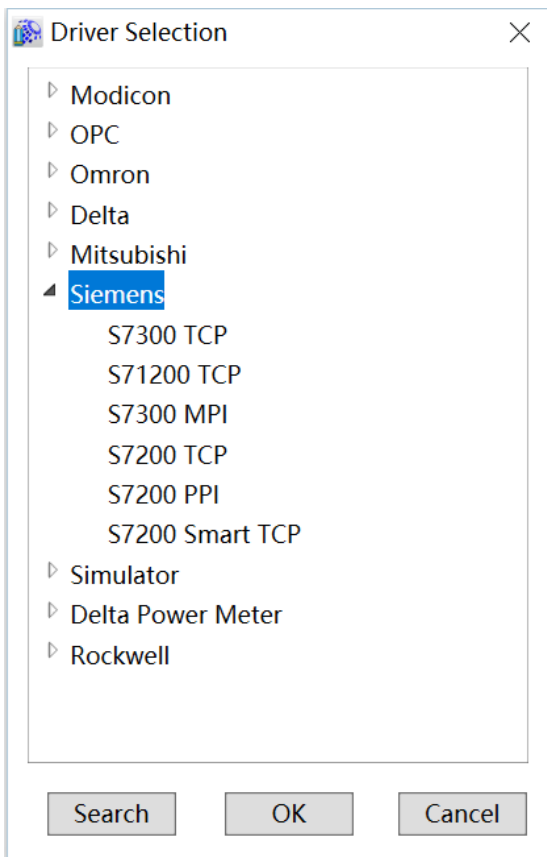 Driver Selection
Modicon
OPC
Omron
Delta
Mitsubishi
Siemens
S7300 TCP
S71200 TCP
S7300 MPI
S7200 TCP
S7200 PPI
S7200 Smart TCP
Simulator
Delta Power Meter
Rockwell
Search OK Cancel